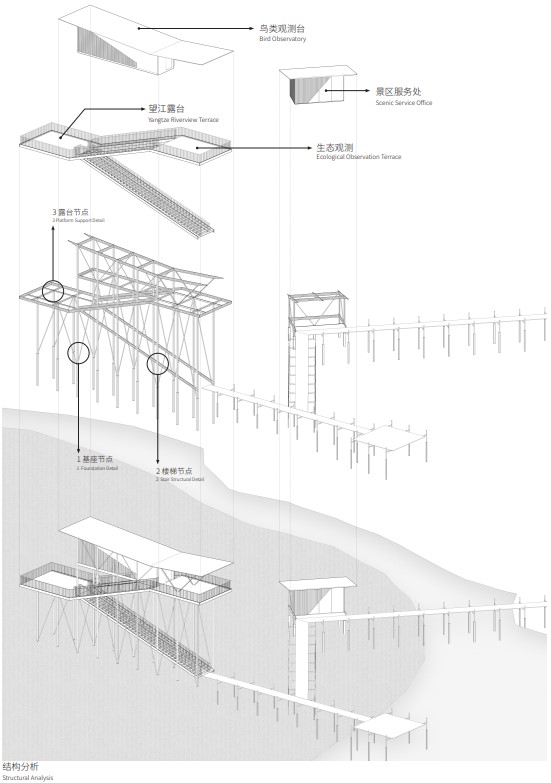 鸟类观测台
Bird Observatory
景区服务处
Scenic Service Office
望江露台
Yangtze Riverview Terrace
生态观测
Ecological Observation Terrace
3 露台节点
3 Platform Support Detail
1 基座节点
1 Foundation Detail
2 楼梯节点
2 Stair Structural Detail
结构分析
Structural Analysis